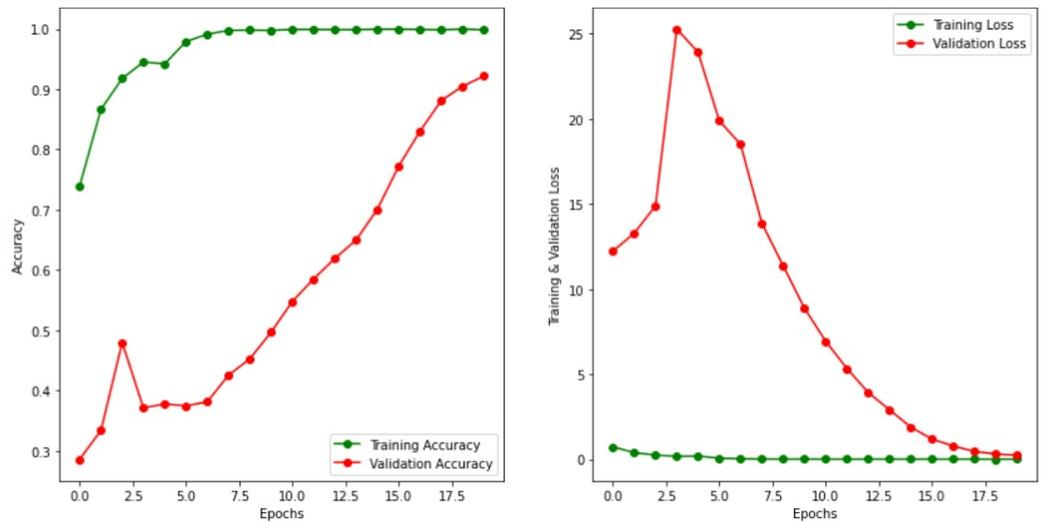 1.0
0.9
0.8
0.7
0.6
0.5
0.4
0.3
Accuracy
Training Accuracy
Validation Accuracy
0.0 2.5 5.0 7.5 10.0 12.5 15.0 17.5
Epochs
25
20
15
10
5
0
Training & Validation Loss
Training Loss
Validation Loss
0.0 2.5 5.0 7.5 10.0 12.5 15.0 17.5
Epochs